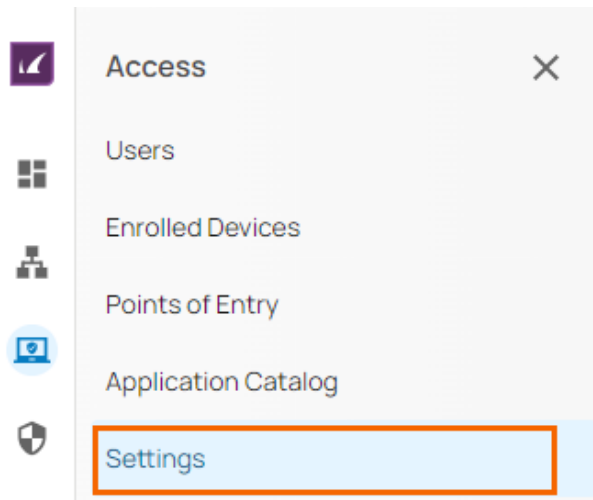 Access
Users
Enrolled Devices
Points of Entry
Application Catalog
Settings